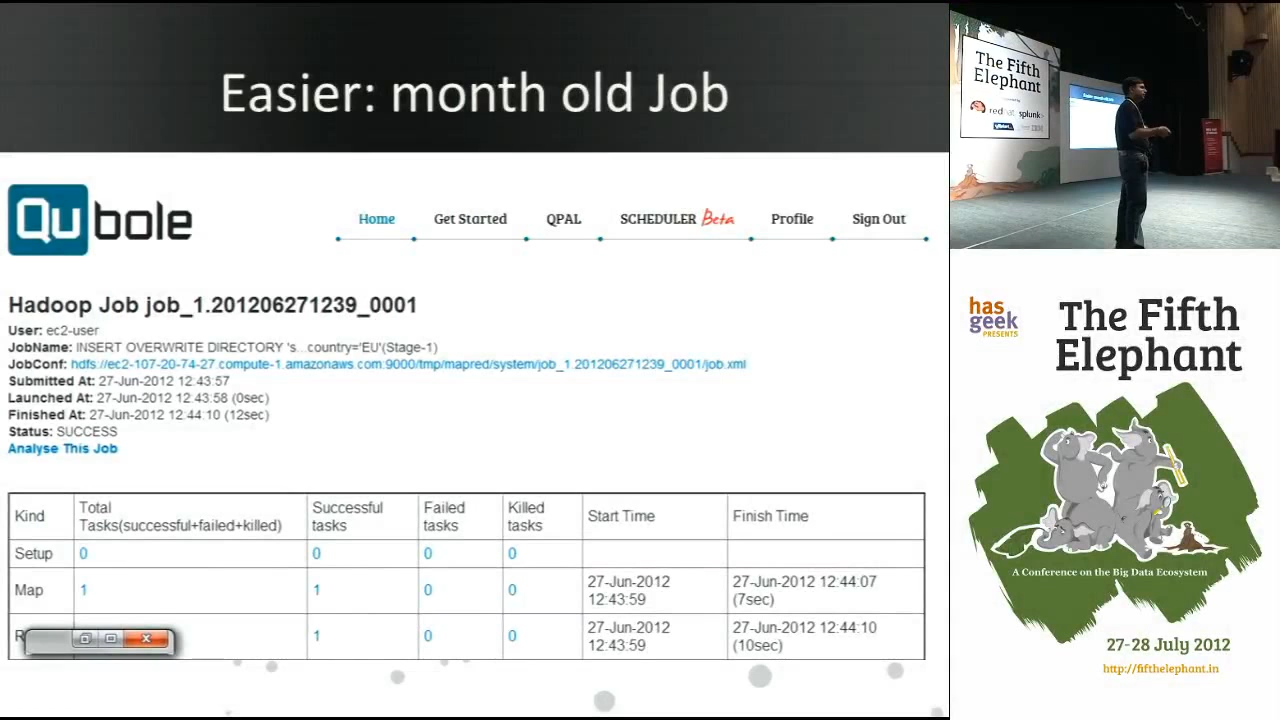 Easier: month old Job
Qubole
Home Get Started QPAL SCHEDULER Beta Profile Sign Out
Hadoop Job job_1.201206271239_0001
User: ec2-user
JobName: INSERT OVERWRITE DIRECTORY 's...country='EU'(Stage-1)
JobConf: hdfs://ec2-107-20-74-27.compute-1.amazonaws.com:9000/tmp/mapred/system/job_1.201206271239_0001/job.xml
Submitted At: 27-Jun-2012 12:43:57
Launched At: 27-Jun-2012 12:43:58 (0sec)
Finished At: 27-Jun-2012 12:44:10 (12sec)
Status: SUCCESS
Analyse This Job
Kind Total Tasks(successful+failed+killed) Successful tasks Failed tasks Killed tasks Start Time Finish Time
Setup 0 0 0 0
Map 1 1 0 0 27-Jun-2012 12:43:59 27-Jun-2012 12:44:07 (7sec)
R 1 0 0 27-Jun-2012 12:43:59 27-Jun-2012 12:44:10 (10sec)
The Fifth
Elephant
splunk>
Easier: month old Job
has
geek
PRESENTS
The Fifth
Elephant
A Conference on the Big Data Ecosystem
27-28 July 2012
http://fifthelephant.in